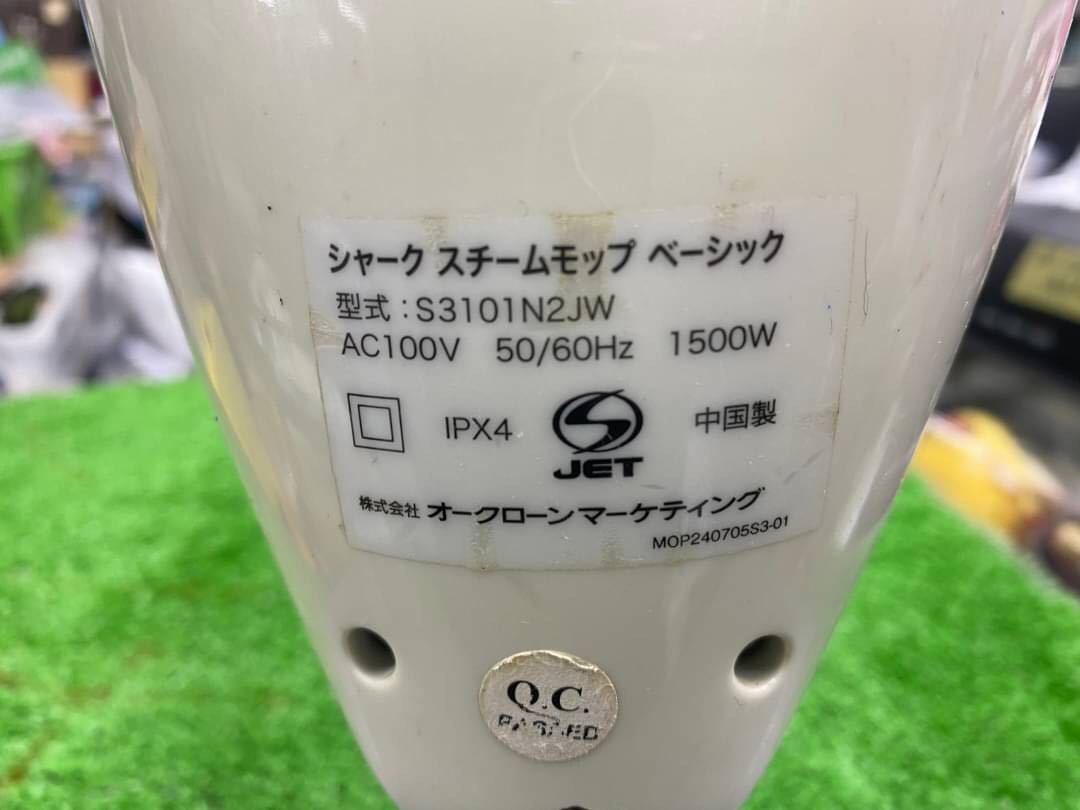 シャーク スチームモップ ベーシック
型式 : S3101N2JW
AC100V 50/60Hz 1500W
IPX4 JET 中国製
株式会社 オークローンマーケティング
MOP240705S3-01
Q.C.
PASSED